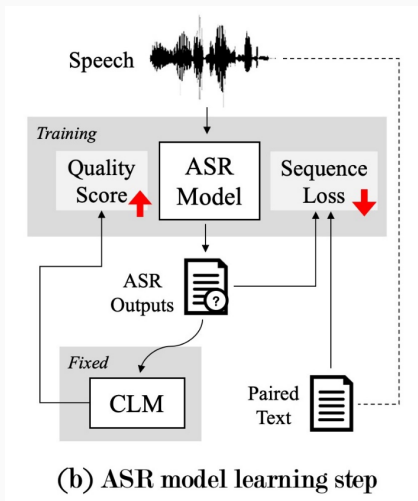 Speech
Training
Quality
Score
ASR
Model
Sequence
Loss
ASR
Outputs
?
Fixed
CLM
Paired
Text
(b) ASR model learning step